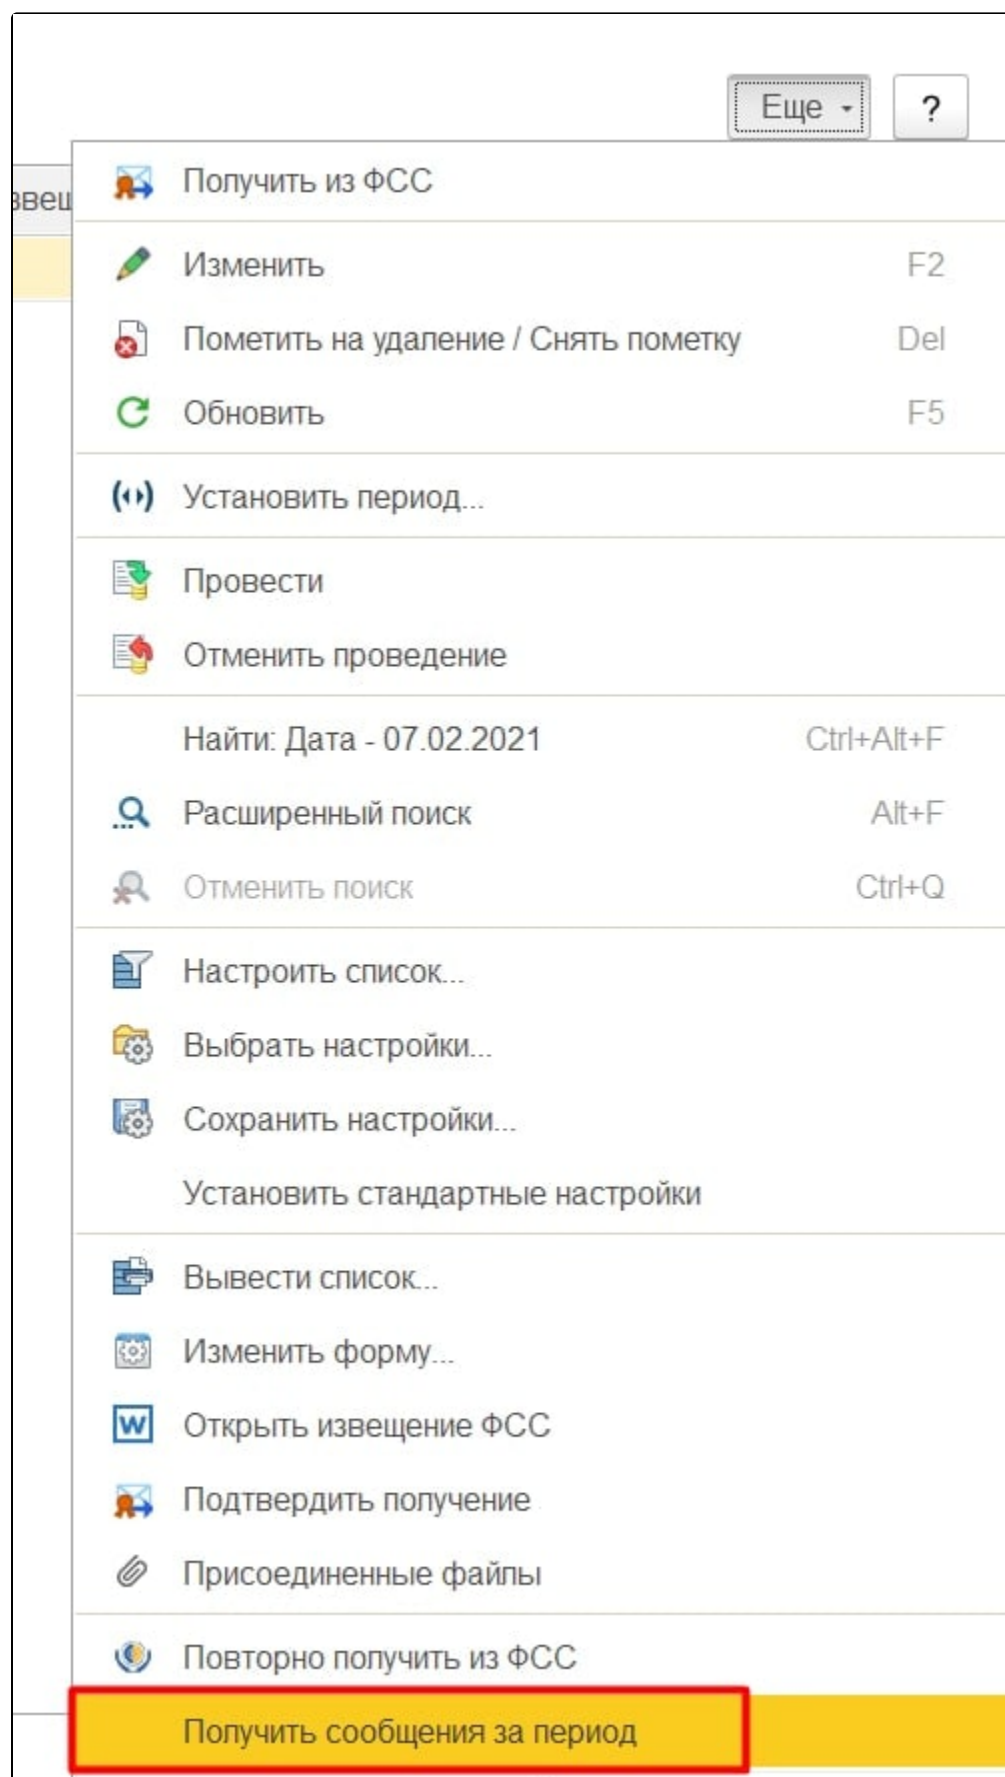 Еще
?
Получить из ФСС
Изменить F2
Пометить на удаление / Снять пометку Del
Обновить F5
Установить период...
Провести
Отменить проведение
Найти: Дата - 07.02.2021 Ctrl+Alt+F
Расширенный поиск Alt+F
Отменить поиск Ctrl+Q
Настроить список...
Выбрать настройки...
Сохранить настройки...
Установить стандартные настройки
Вывести список...
Изменить форму...
Открыть извещение ФСС
Подтвердить получение
Присоединенные файлы
Повторно получить из ФСС
Получить сообщения за период